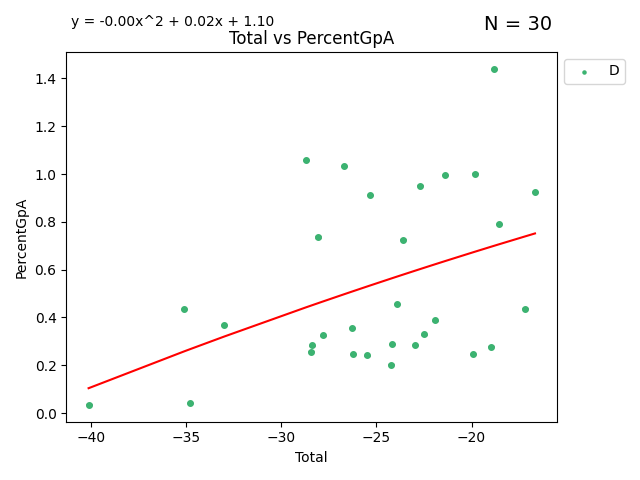 y = -0.00x^2 + 0.02x + 1.10
N = 30
Total vs PercentGpA
D
PercentGpA
1.4
1.2
1.0
0.8
0.6
0.4
0.2
0.0
−40
−35
−30
−25
−20
Total